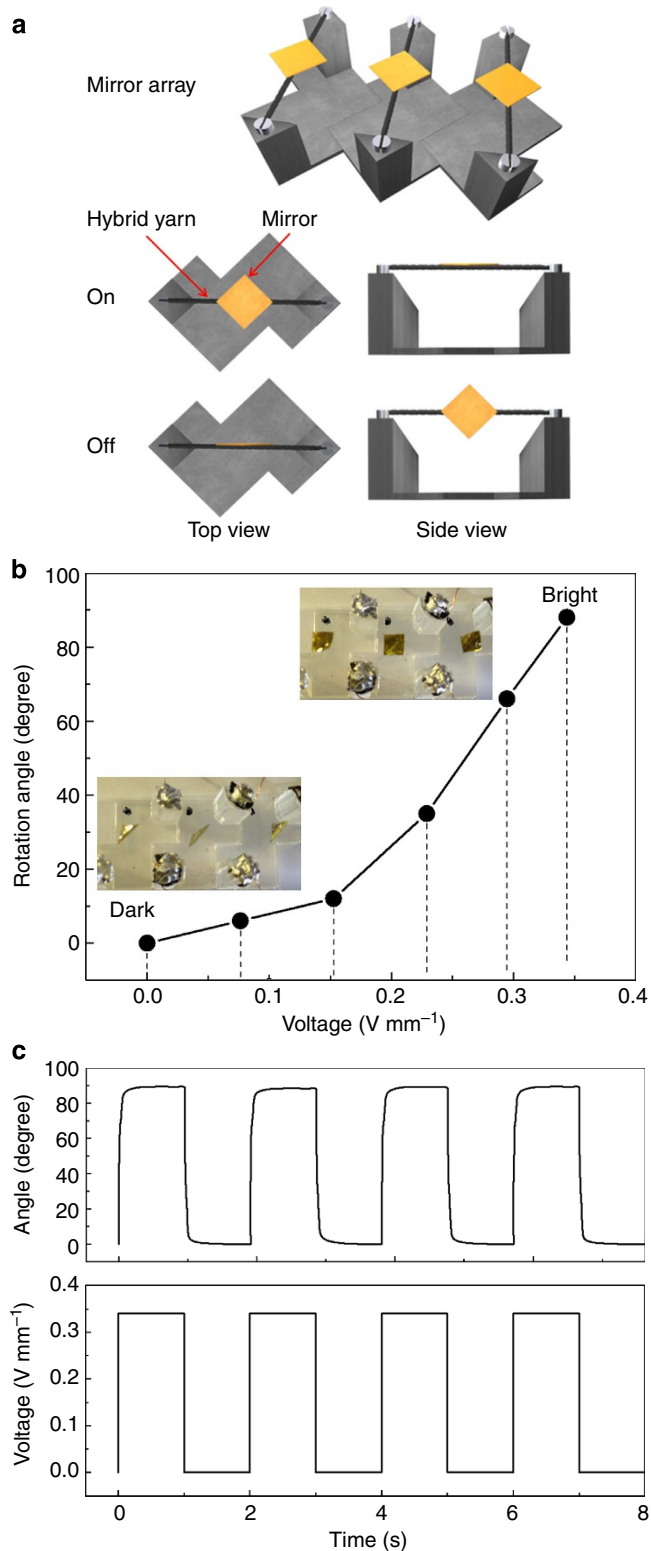 a
Mirror array
Hybrid yarn Mirror
On
Off
Top view Side view
b
Rotation angle (degree)
100
80
60
40
20
0
Bright
Dark
0.0 0.1 0.2 0.3 0.4
Voltage (V mm⁻¹)
c
Angle (degree)
100
80
60
40
20
0
Voltage (V mm⁻¹)
0.4
0.3
0.2
0.1
0.0
0 2 4 6 8
Time (s)